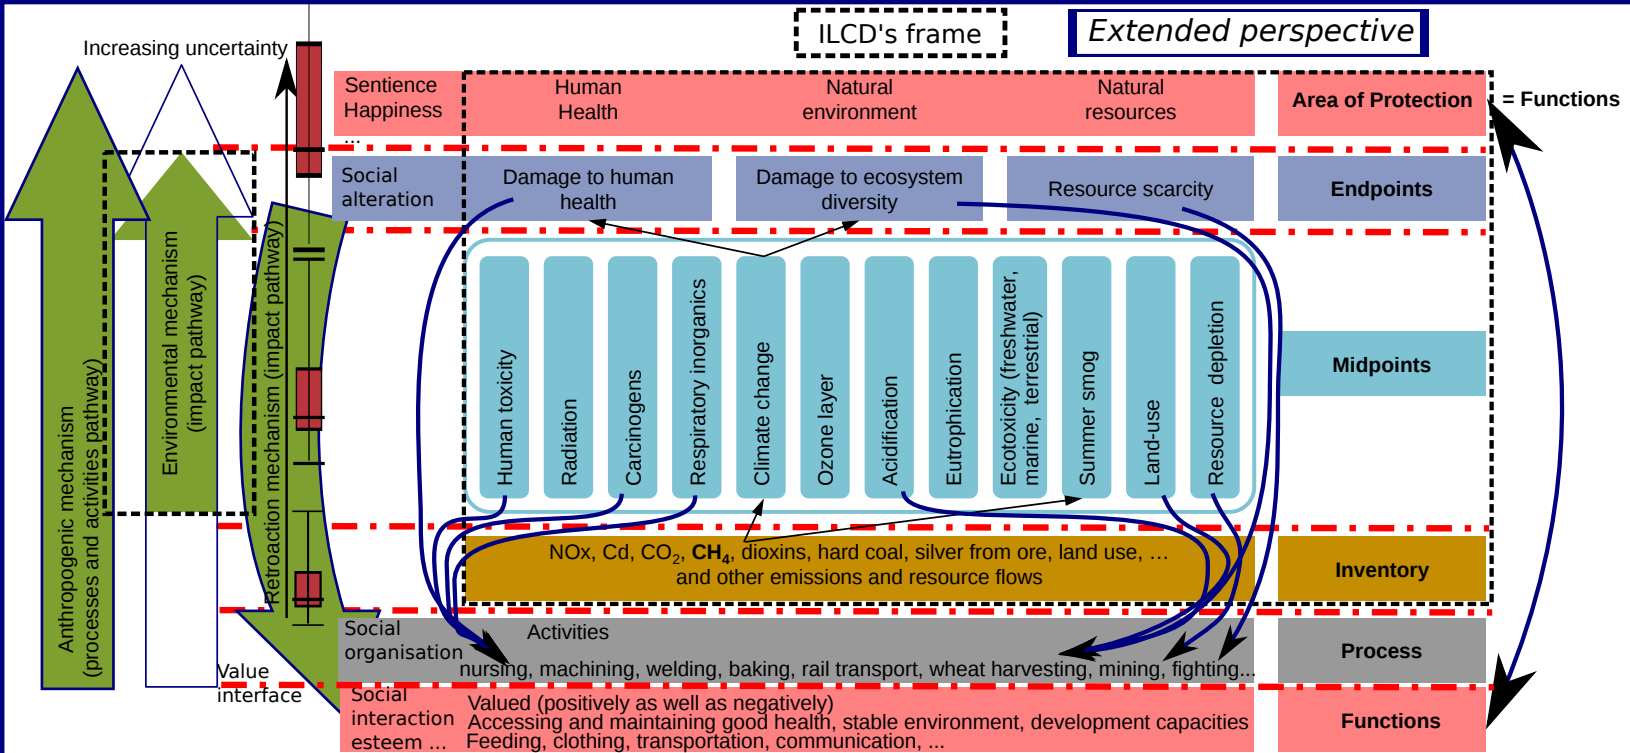 ILCD's frame
Extended perspective
Increasing uncertainty
Sentience
Happiness
...
Human
Health
Natural
environment
Natural
resources
Area of Protection
= Functions
Social
alteration
Damage to human
health
Damage to ecosystem
diversity
Resource scarcity
Endpoints
Anthropogenic mechanism
(processes and activities pathway)
Environmental mechanism
(impact pathway)
Retroaction mechanism (impact pathway)
Human toxicity
Radiation
Carcinogens
Respiratory inorganics
Climate change
Ozone layer
Acidification
Eutrophication
Ecotoxicity (freshwater,
marine, terrestrial)
Summer smog
Land-use
Resource depletion
Midpoints
NOx, Cd, CO2, CH4, dioxins, hard coal, silver from ore, land use, ...
and other emissions and resource flows
Inventory
Social
organisation
Activities
nursing, machining, welding, baking, rail transport, wheat harvesting, mining, fighting...
Process
Value
interface
Social
interaction
esteem ...
Valued (positively as well as negatively)
Accessing and maintaining good health, stable environment, development capacities
Feeding, clothing, transportation, communication, ...
Functions